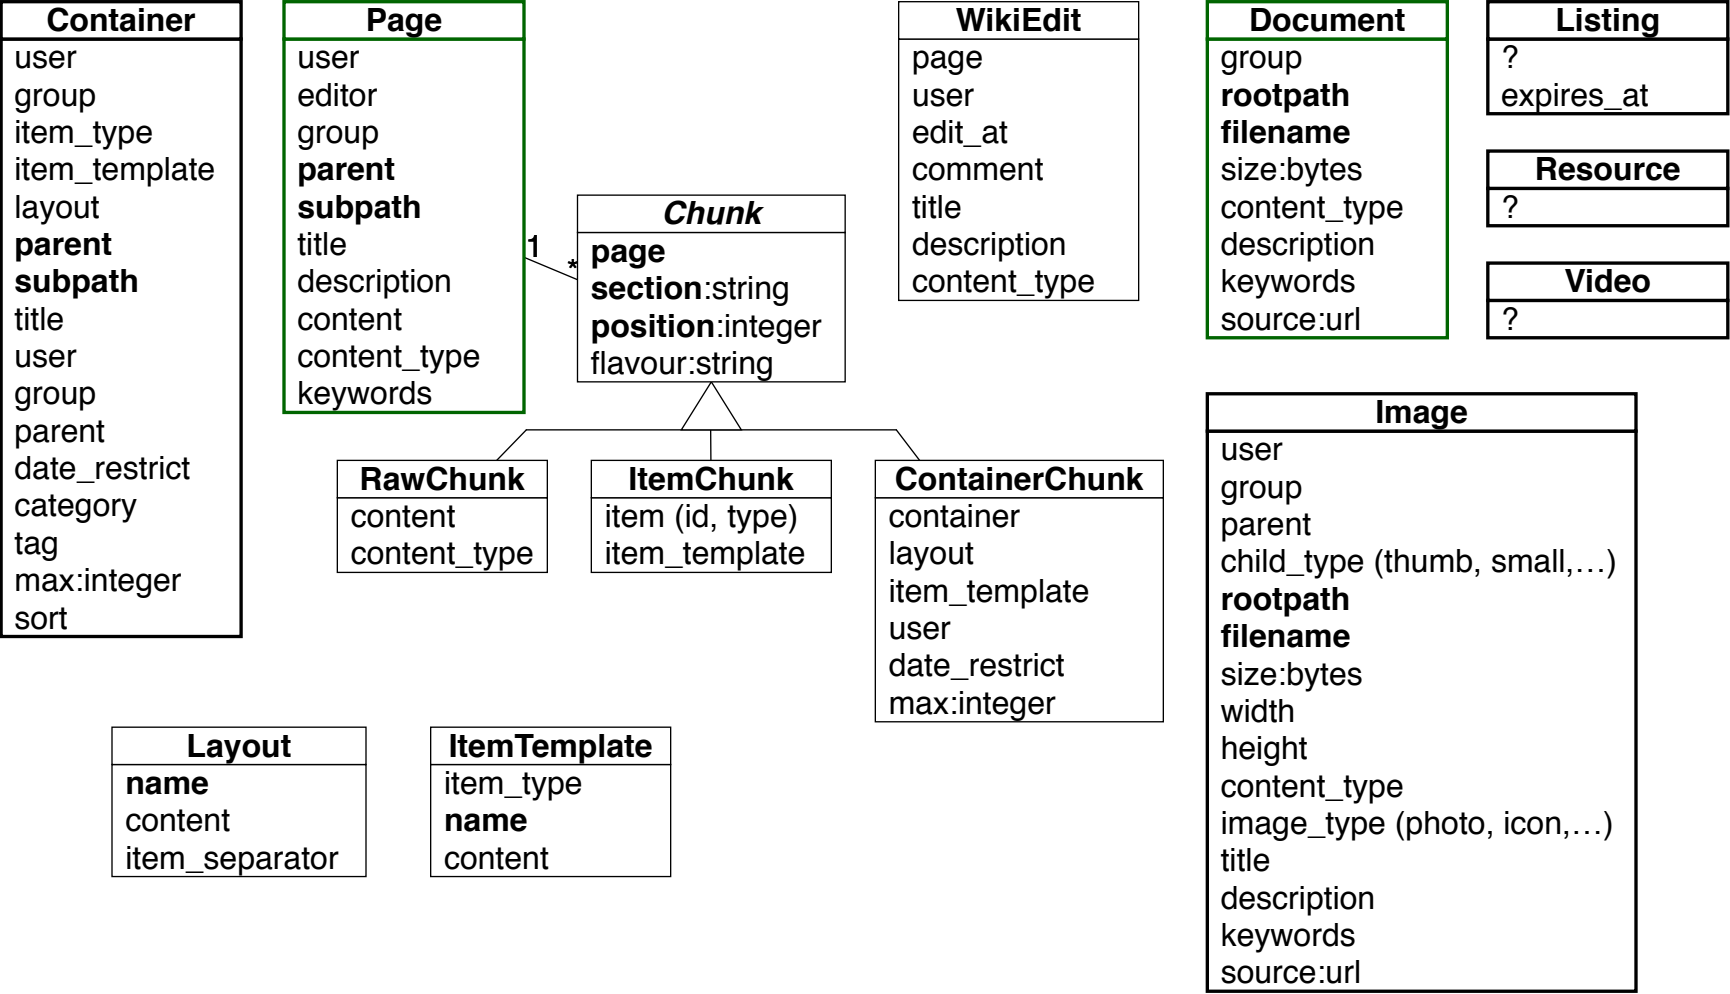 Container
user
group
item_type
item_template
layout
parent
subpath
title
user
group
parent
date_restrict
category
tag
max:integer
sort
Page
user
editor
group
parent
subpath
title
description
content
content_type
keywords
1
*
Chunk
page
section:string
position:integer
flavour:string
RawChunk
content
content_type
ItemChunk
item (id, type)
item_template
ContainerChunk
container
layout
item_template
user
date_restrict
max:integer
WikiEdit
page
user
edit_at
comment
title
description
content_type
Document
group
rootpath
filename
size:bytes
content_type
description
keywords
source:url
Listing
?
expires_at
Resource
?
Video
?
Image
user
group
parent
child_type (thumb, small,…)
rootpath
filename
size:bytes
width
height
content_type
image_type (photo, icon,…)
title
description
keywords
source:url
Layout
name
content
item_separator
ItemTemplate
item_type
name
content